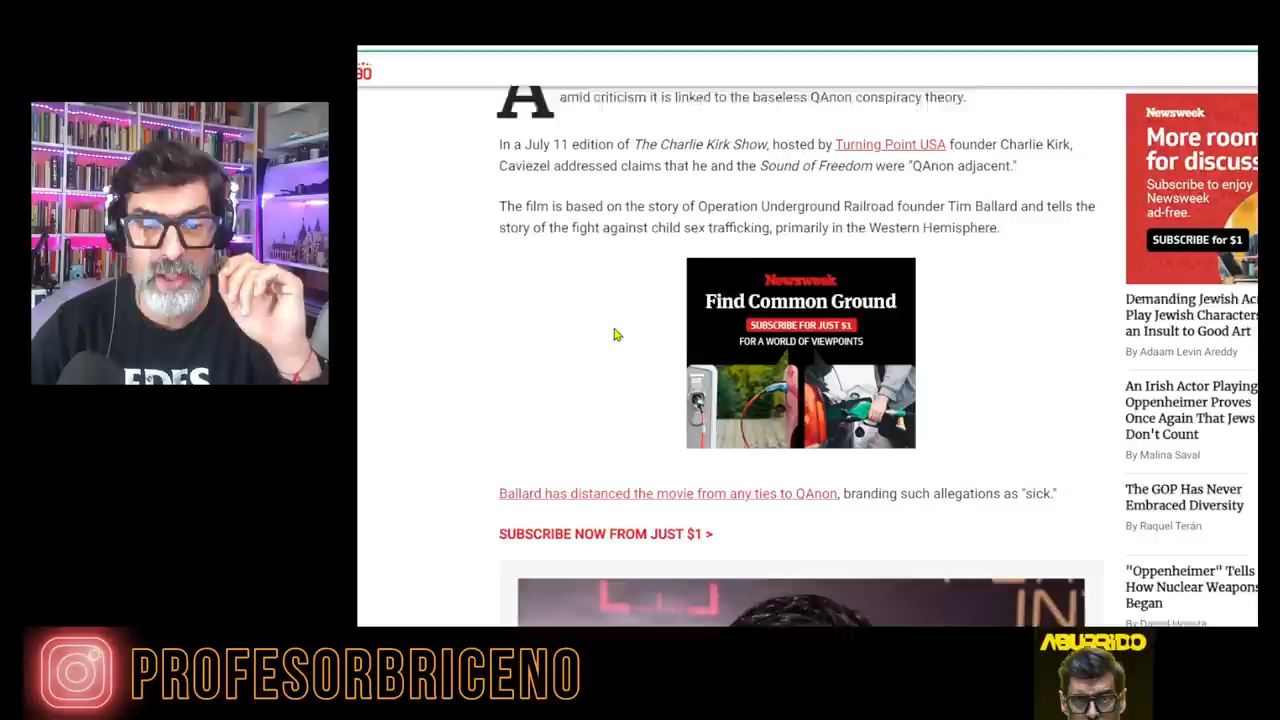 90
A amid criticism it is linked to the baseless QAnon conspiracy theory.
In a July 11 edition of The Charlie Kirk Show, hosted by Turning Point USA founder Charlie Kirk,
Caviezel addressed claims that he and the Sound of Freedom were "QAnon adjacent."
The film is based on the story of Operation Underground Railroad founder Tim Ballard and tells the
story of the fight against child sex trafficking, primarily in the Western Hemisphere.
Newsweek
Find Common Ground
SUBSCRIBE FOR JUST $1
FOR A WORLD OF VIEWPOINTS
Ballard has distanced the movie from any ties to QAnon, branding such allegations as "sick."
SUBSCRIBE NOW FROM JUST $1 >
IN
Newsweek
More room
for discuss
Subscribe to enjoy
Newsweek
ad-free.
SUBSCRIBE for $1
Demanding Jewish Ac
Play Jewish Characters
an Insult to Good Art
By Adaam Levin Areddy
An Irish Actor Playing
Oppenheimer Proves
Once Again That Jews
Don't Count
By Malina Saval
The GOP Has Never
Embraced Diversity
By Raquel Terán
"Oppenheimer" Tells
How Nuclear Weapons
Began
EDES
PROFESORBRICENO
ABURRIDO